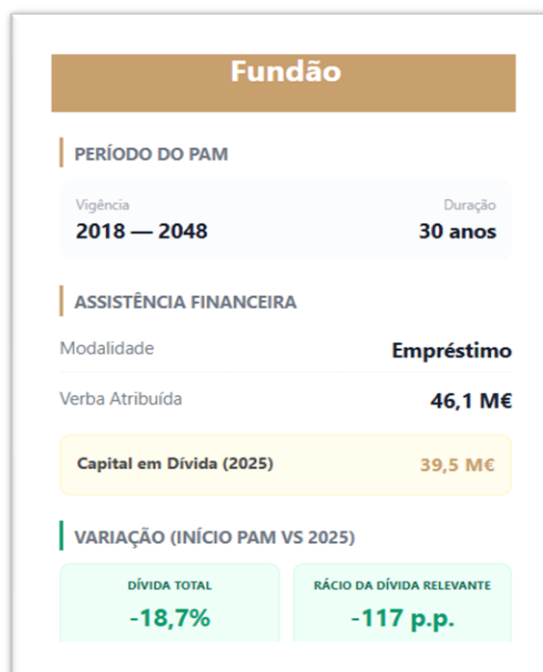 Fundão
PERÍODO DO PAM
Vigência Duração
2018 — 2048 30 anos
ASSISTÊNCIA FINANCEIRA
Modalidade Empréstimo
Verba Atribuída 46,1 M€
Capital em Dívida (2025) 39,5 M€
VARIAÇÃO (INÍCIO PAM VS 2025)
DÍVIDA TOTAL RÁCIO DA DÍVIDA RELEVANTE
-18,7% -117 p.p.